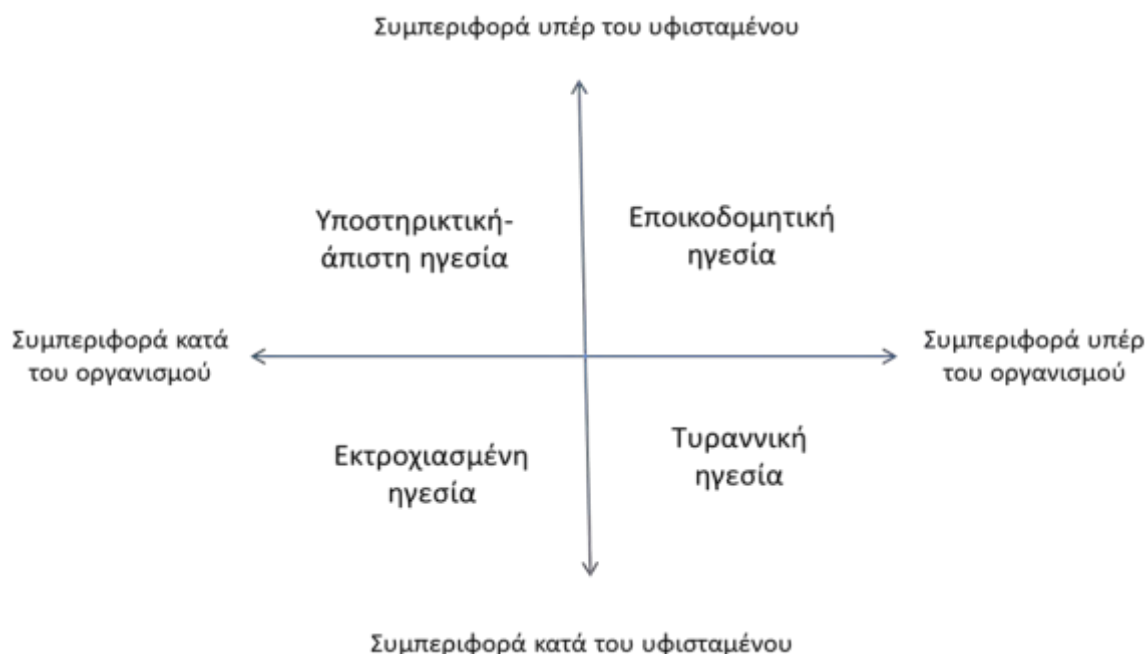 Συμπεριφορά υπέρ του υφισταμένου
Υποστηρικτική-
άπιστη ηγεσία
Εποικοδομητική
ηγεσία
Συμπεριφορά κατά
του οργανισμού
Συμπεριφορά υπέρ
του οργανισμού
Εκτροχιασμένη
ηγεσία
Τυραννική
ηγεσία
Συμπεριφορά κατά του υφισταμένου